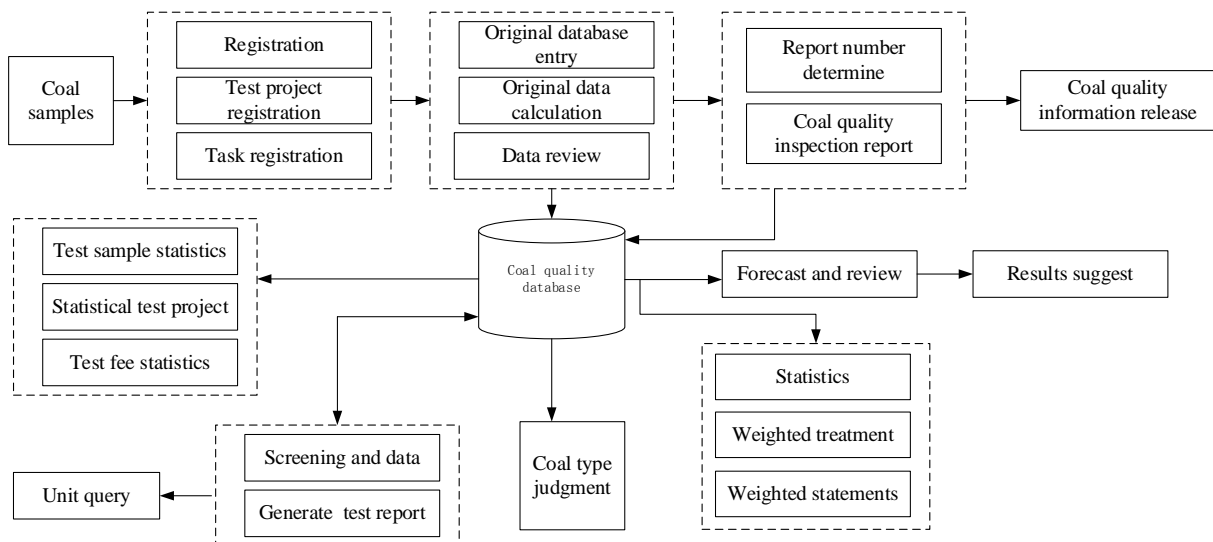 Coal
samples
Registration
Test project
registration
Task registration
Original database
entry
Original data
calculation
Data review
Report number
determine
Coal quality
inspection report
Coal quality
information release
Test sample statistics
Statistical test project
Test fee statistics
Coal quality
database
Forecast and review
Results suggest
Statistics
Weighted treatment
Weighted statements
Screening and data
Generate test report
Unit query
Coal type
judgment